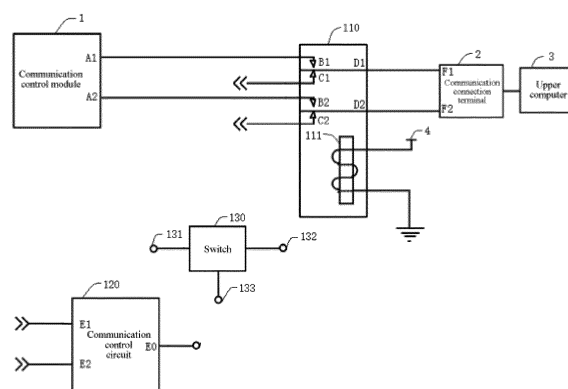 1
Communication
control module
A1
A2
110
B1
C1
D1
B2
C2
D2
111
4
2
F1
Communication
connection
terminal
F2
3
Upper
computer
130
131
Switch
132
133
120
E1
Communication
control
circuit
E2
E0